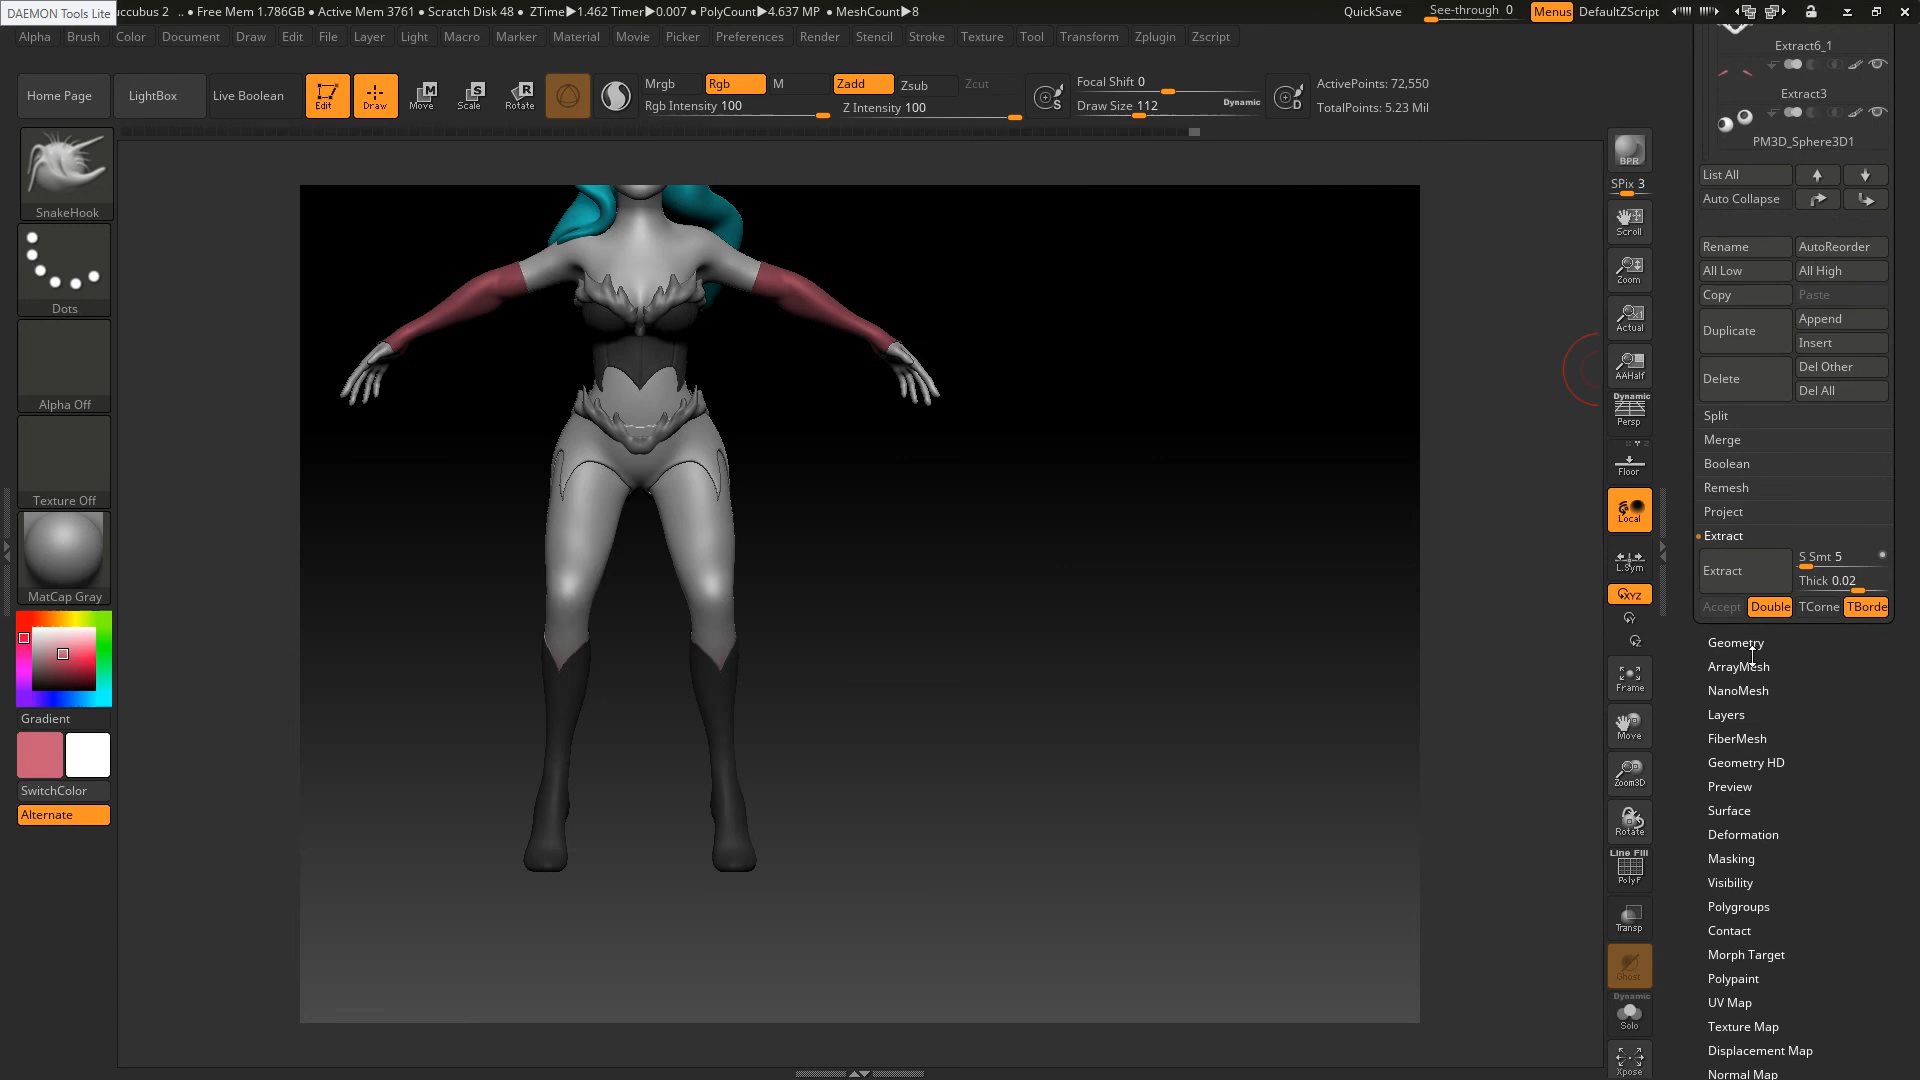 DAEMON Tools Lite
uccubus 2 .. ● Free Mem 1.786GB ● Active Mem 3761 ● Scratch Disk 48 ● ZTime▶1.462 Timer▶0.007 ● PolyCount▶4.637 MP ● MeshCount▶8
QuickSave See-through 0 Menus DefaultZScript
Alpha Brush Color Document Draw Edit File Layer Light Macro Marker Material Movie Picker Preferences Render Stencil Stroke Texture Tool Transform Zplugin Zscript
Home Page LightBox Live Boolean Edit Draw Move Scale Rotate
Mrgb Rgb M Zadd Zsub Zcut
Rgb Intensity 100 Z Intensity 100
Focal Shift 0
Draw Size 112 Dynamic
ActivePoints: 72,550
TotalPoints: 5.23 Mil
SnakeHook
Dots
Alpha Off
Texture Off
MatCap Gray
Gradient
SwitchColor
Alternate
BPR
SPix 3
Scroll
Zoom
Actual
AAHalf
Dynamic
Persp
Floor
Local
L.Sym
XYZ
Frame
Move
Zoom3D
Rotate
Line Fill
PolyF
Transp
Ghost
Dynamic
Solo
Xpose
Extract6_1
Extract3
PM3D_Sphere3D1
List All
Auto Collapse
Rename AutoReorder
All Low All High
Copy Paste
Duplicate Append
Insert
Delete Del Other
Del All
Split
Merge
Boolean
Remesh
Project
Extract
Extract S Smt 5
Thick 0.02
Accept Double TCorne TBorde
Geometry
ArrayMesh
NanoMesh
Layers
FiberMesh
Geometry HD
Preview
Surface
Deformation
Masking
Visibility
Polygroups
Contact
Morph Target
Polypaint
UV Map
Texture Map
Displacement Map
Normal Map